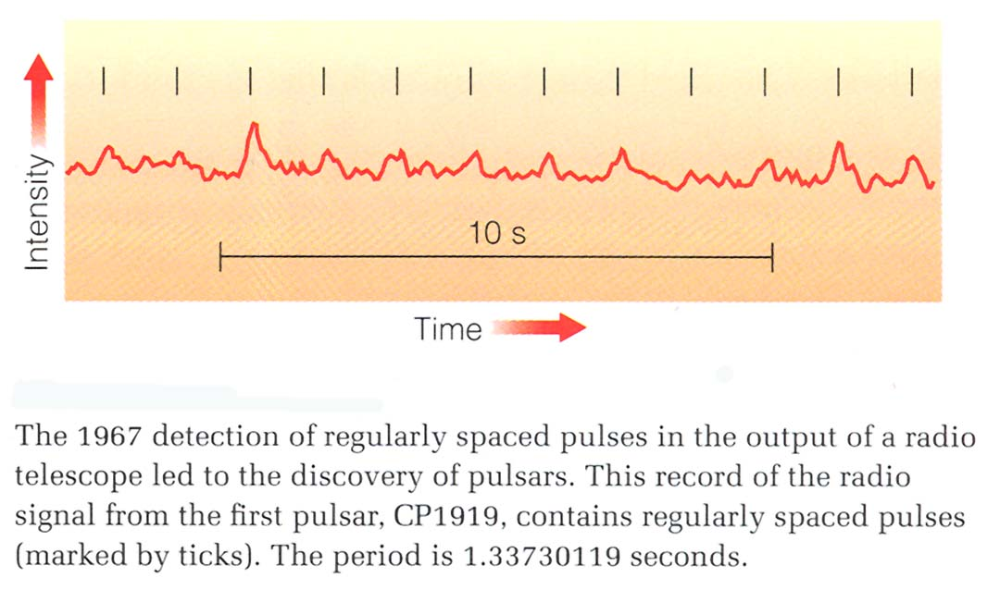 Intensity
10 s
Time
The 1967 detection of regularly spaced pulses in the output of a radio
telescope led to the discovery of pulsars. This record of the radio
signal from the first pulsar, CP1919, contains regularly spaced pulses
(marked by ticks). The period is 1.33730119 seconds.